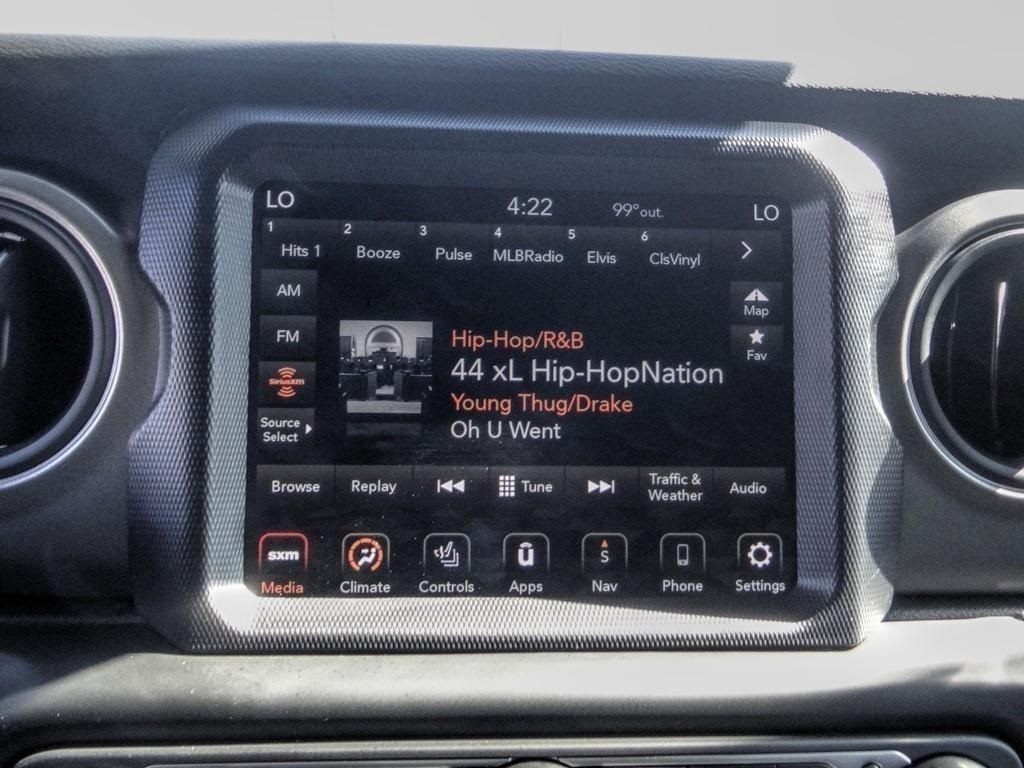 LO 4:22 99°out. LO
1 2 3 4 5 6
Hits 1 Booze Pulse MLBRadio Elvis ClsVinyl
AM
Map
FM
Fav
SiriusXM
Source
Select
Hip-Hop/R&B
44 xL Hip-HopNation
Young Thug/Drake
Oh U Went
Browse Replay Tune Traffic &
Weather Audio
sxm ū S
Media Climate Controls Apps Nav Phone Settings